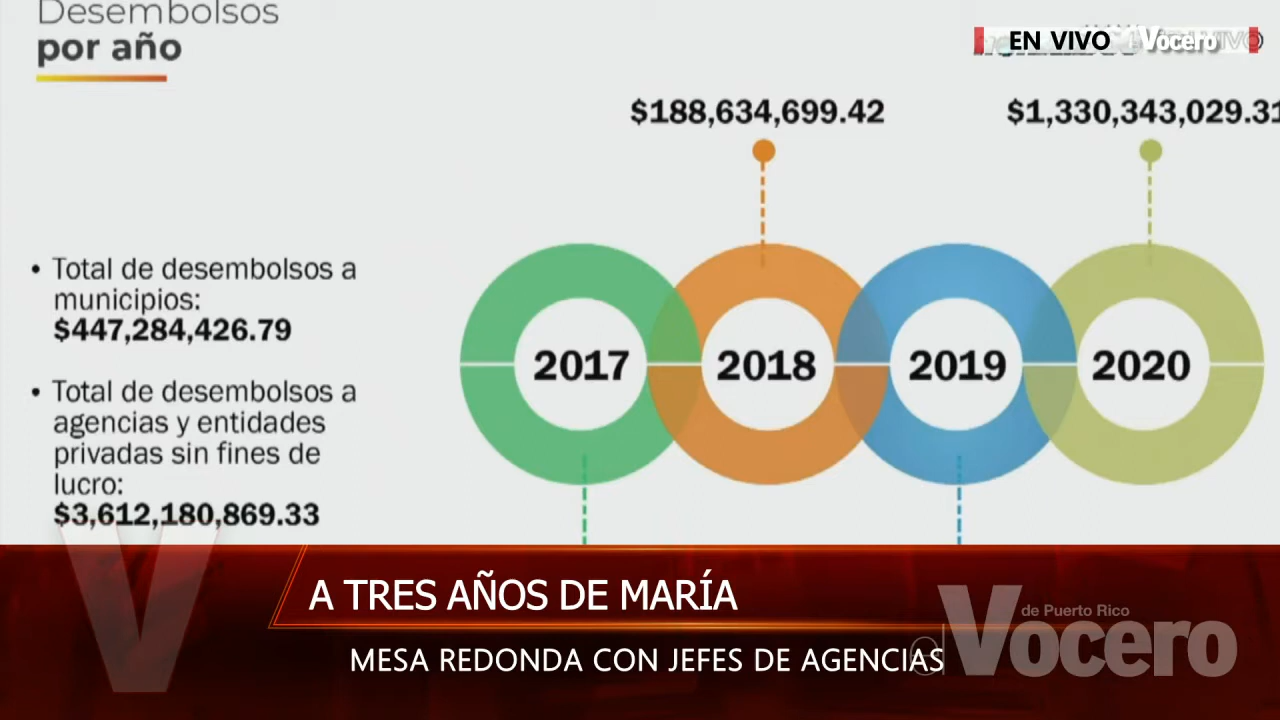 Desembolsos
por año
EN VIVO
Vocero
$188,634,699.42
$1,330,343,029.31
• Total de desembolsos a
municipios:
$447,284,426.79
• Total de desembolsos a
agencias y entidades
privadas sin fines de
lucro:
$3,612,180,869.33
2017
2018
2019
2020
A TRES AÑOS DE MARÍA
MESA REDONDA CON JEFES DE AGENCIAS
de Puerto Rico
el Vocero